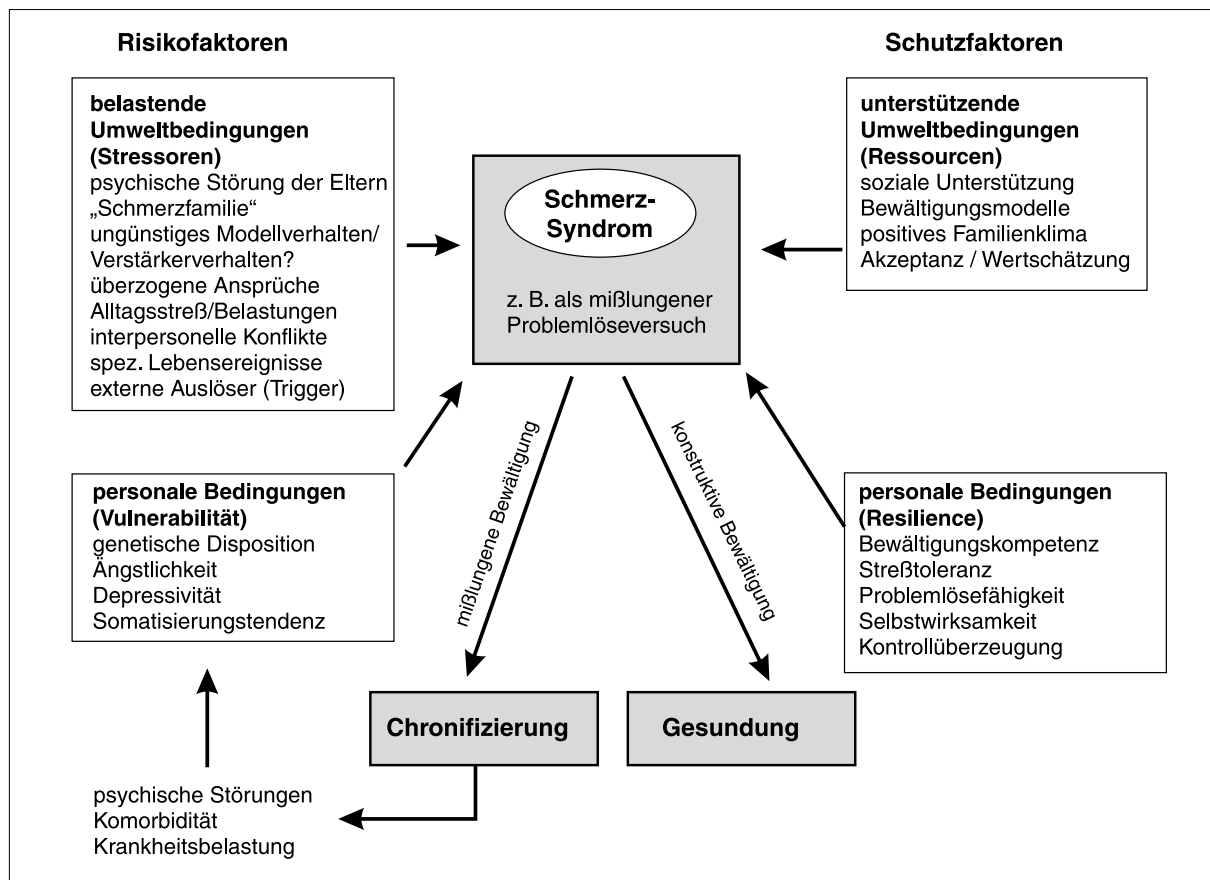 Risikofaktoren
belastende
Umweltbedingungen
(Stressoren)
psychische Störung der Eltern
„Schmerzfamilie“
ungünstiges Modellverhalten/
Verstärkerverhalten?
überzogene Ansprüche
Alltagsstreß/Belastungen
interpersonelle Konflikte
spez. Lebensereignisse
externe Auslöser (Trigger)
personale Bedingungen
(Vulnerabilität)
genetische Disposition
Ängstlichkeit
Depressivität
Somatisierungstendenz
psychische Störungen
Komorbidität
Krankheitsbelastung
Schmerz-
Syndrom
z. B. als mißlungener
Problemlöseversuch
mißlungene Bewältigung
konstruktive Bewältigung
Chronifizierung
Gesundung
Schutzfaktoren
unterstützende
Umweltbedingungen
(Ressourcen)
soziale Unterstützung
Bewältigungsmodelle
positives Familienklima
Akzeptanz / Wertschätzung
personale Bedingungen
(Resilience)
Bewältigungskompetenz
Streßtoleranz
Problemlösefähigkeit
Selbstwirksamkeit
Kontrollüberzeugung